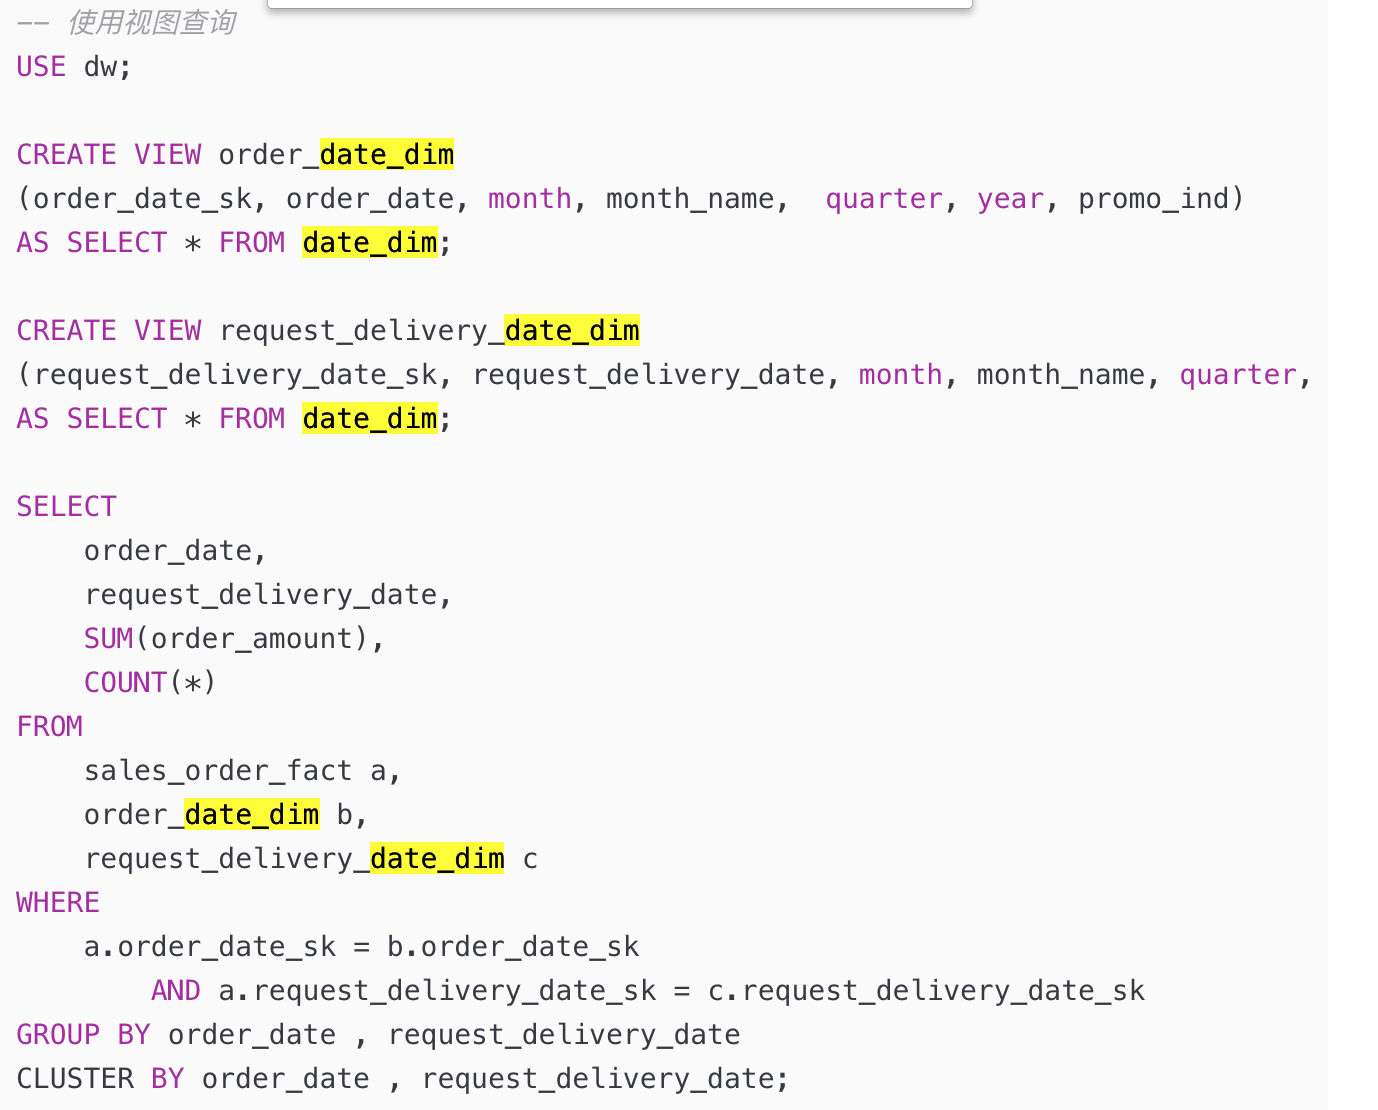 -- 使用视图查询
USE dw;
CREATE VIEW order_date_dim
(order_date_sk, order_date, month, month_name,  quarter, year, promo_ind)
AS SELECT * FROM date_dim;
CREATE VIEW request_delivery_date_dim
(request_delivery_date_sk, request_delivery_date, month, month_name, quarter,
AS SELECT * FROM date_dim;
SELECT
    order_date,
    request_delivery_date,
    SUM(order_amount),
    COUNT(*)
FROM
    sales_order_fact a,
    order_date_dim b,
    request_delivery_date_dim c
WHERE
    a.order_date_sk = b.order_date_sk
        AND a.request_delivery_date_sk = c.request_delivery_date_sk
GROUP BY order_date , request_delivery_date
CLUSTER BY order_date , request_delivery_date;